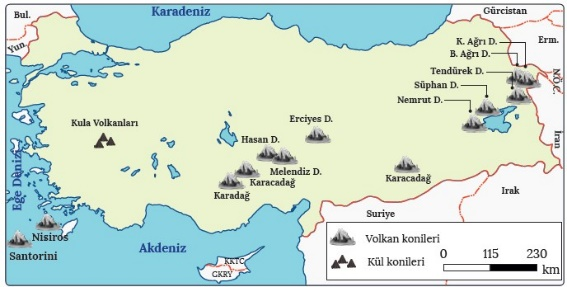 Bul.
Karadeniz
Gürcistan
Yun.
K. Ağrı D.
Erm.
B. Ağrı D.
Tendürek D.
N.Ö.C.
Süphan D.
Nemrut D.
Kula Volkanları
Erciyes D.
Hasan D.
Melendiz D.
İran
Karacadağ
Karacadağ
Karadağ
Ege Denizi
Irak
Suriye
Nisiros
Santorini
Akdeniz
KKTC
GKRY
Volkan konileri
Kül konileri
0 115 230
km